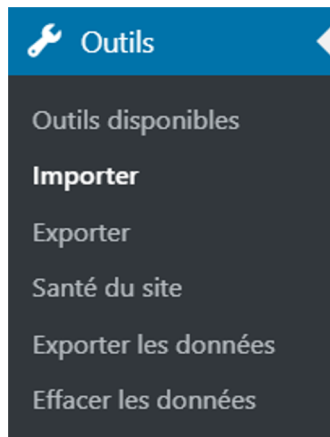 Outils
Outils disponibles
Importer
Exporter
Santé du site
Exporter les données
Effacer les données